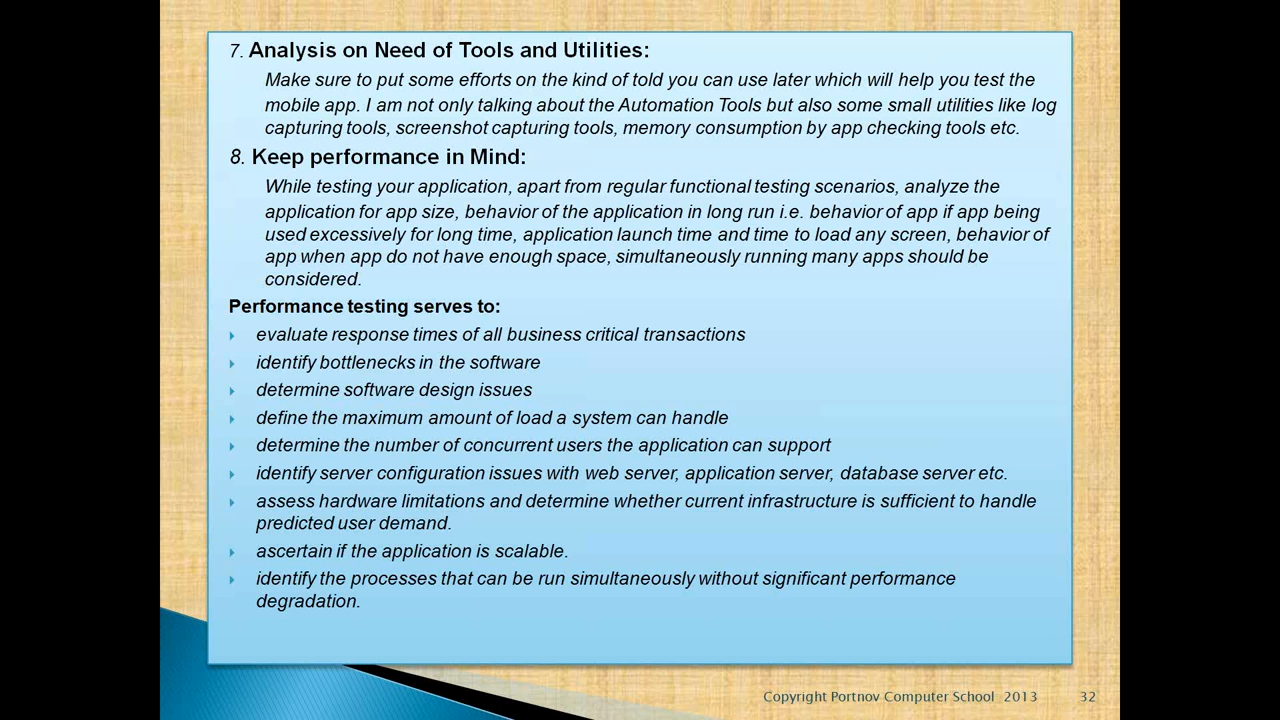 7. Analysis on Need of Tools and Utilities:
Make sure to put some efforts on the kind of told you can use later which will help you test the
mobile app. I am not only talking about the Automation Tools but also some small utilities like log
capturing tools, screenshot capturing tools, memory consumption by app checking tools etc.
8. Keep performance in Mind:
While testing your application, apart from regular functional testing scenarios, analyze the
application for app size, behavior of the application in long run i.e. behavior of app if app being
used excessively for long time, application launch time and time to load any screen, behavior of
app when app do not have enough space, simultaneously running many apps should be
considered.
Performance testing serves to:
evaluate response times of all business critical transactions
identify bottlenecks in the software
determine software design issues
define the maximum amount of load a system can handle
determine the number of concurrent users the application can support
identify server configuration issues with web server, application server, database server etc.
assess hardware limitations and determine whether current infrastructure is sufficient to handle
predicted user demand.
ascertain if the application is scalable.
identify the processes that can be run simultaneously without significant performance
degradation.
Copyright Portnov Computer School 2013 32